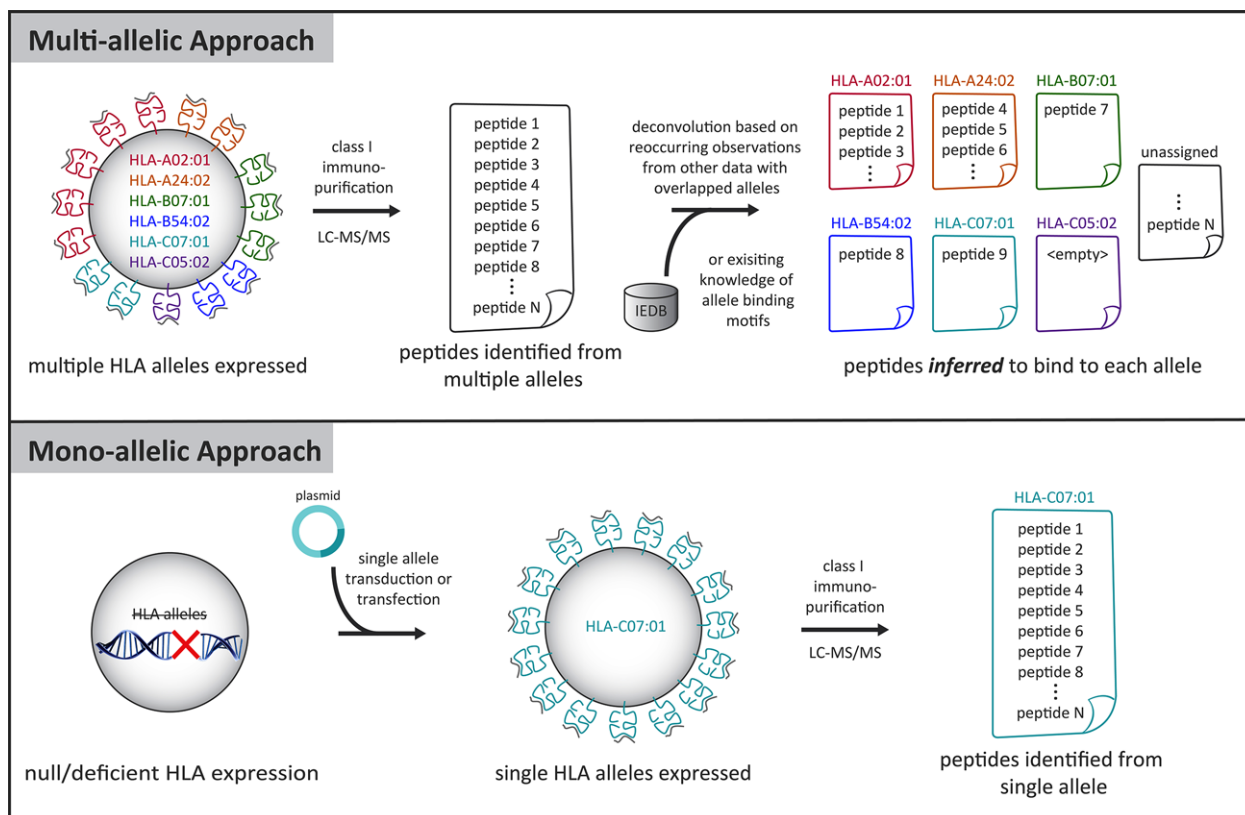 Multi-allelic Approach
HLA-A02:01
HLA-A24:02
HLA-B07:01
HLA-B54:02
HLA-C07:01
HLA-C05:02
multiple HLA alleles expressed
class I
immuno-
purification
LC-MS/MS
peptide 1
peptide 2
peptide 3
peptide 4
peptide 5
peptide 6
peptide 7
peptide 8
⋮
peptide N
peptides identified from
multiple alleles
deconvolution based on
reoccurring observations
from other data with
overlapped alleles
IEDB
or exisiting
knowledge of
allele binding
motifs
HLA-A02:01
peptide 1
peptide 2
peptide 3
⋮
HLA-A24:02
peptide 4
peptide 5
peptide 6
⋮
HLA-B07:01
peptide 7
unassigned
⋮
peptide N
HLA-B54:02
peptide 8
HLA-C07:01
peptide 9
HLA-C05:02
<empty>
peptides inferred to bind to each allele
Mono-allelic Approach
HLA alleles
null/deficient HLA expression
plasmid
single allele
transduction or
transfection
HLA-C07:01
single HLA alleles expressed
class I
immuno-
purification
LC-MS/MS
HLA-C07:01
peptide 1
peptide 2
peptide 3
peptide 4
peptide 5
peptide 6
peptide 7
peptide 8
⋮
peptide N
peptides identified from
single allele